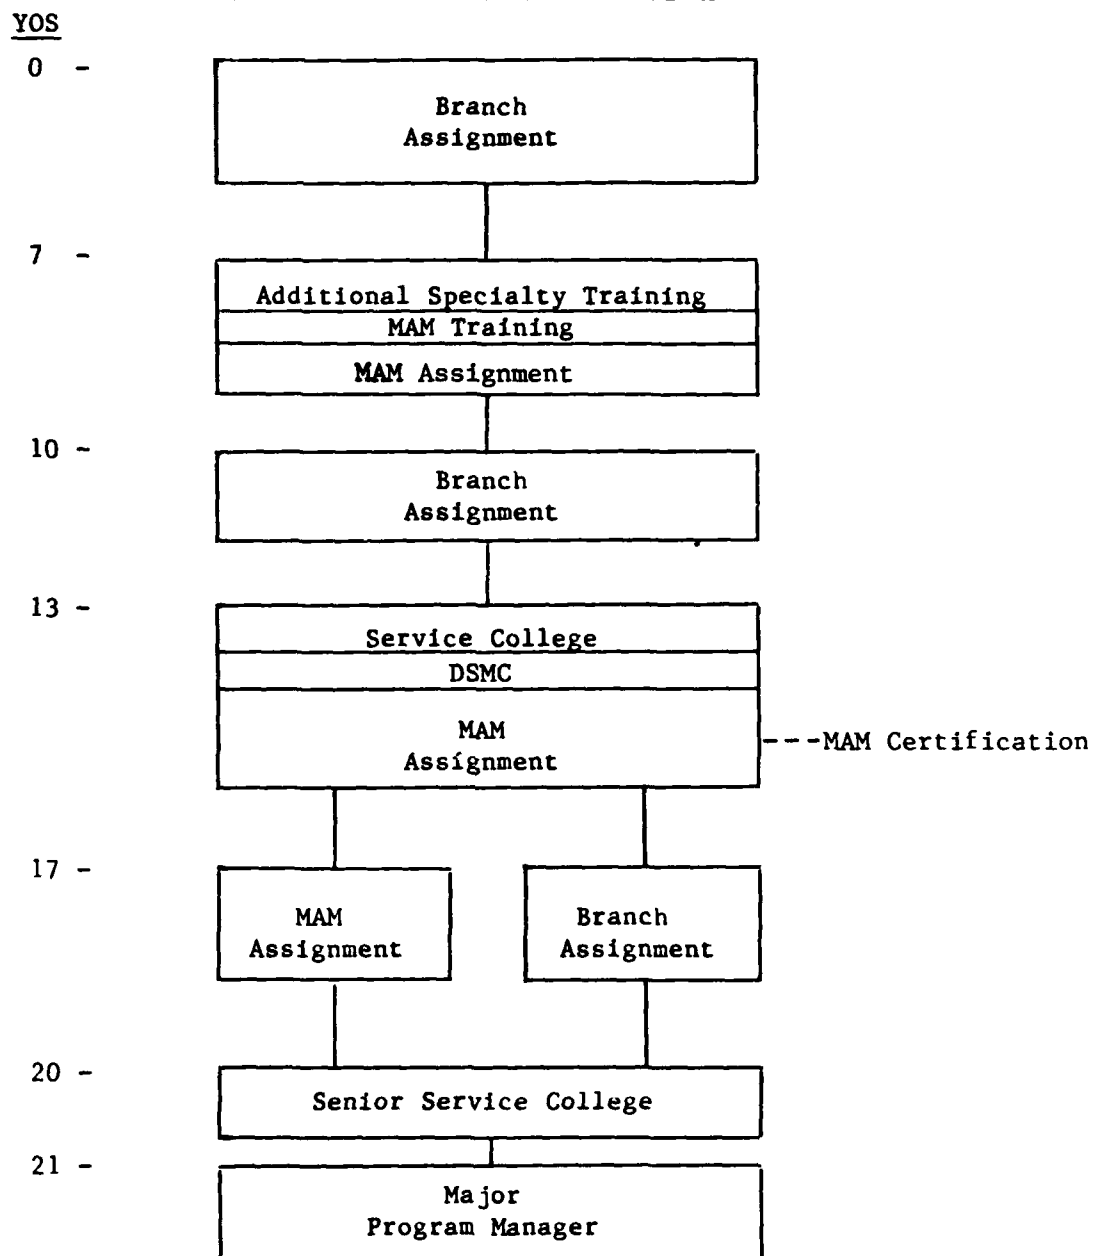 YOS
0 -
Branch
Assignment
7 -
Additional Specialty Training
MAM Training
MAM Assignment
10 -
Branch
Assignment
13 -
Service College
DSMC
MAM
Assignment
---MAM Certification
17 -
MAM
Assignment
Branch
Assignment
20 -
Senior Service College
21 -
Major
Program Manager